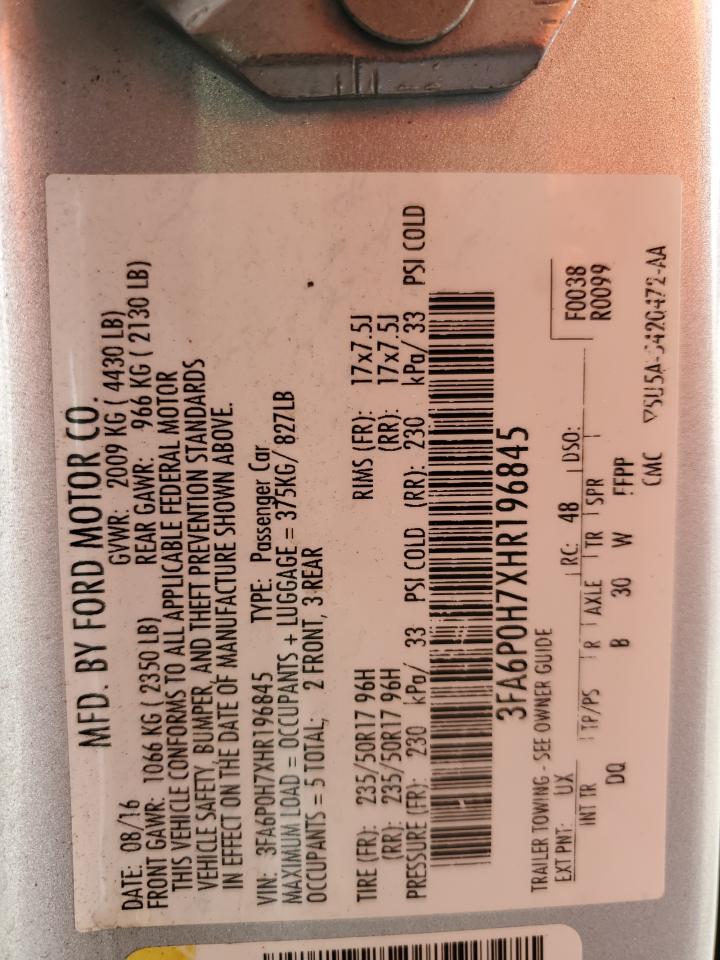 MFD. BY FORD MOTOR CO.
DATE: 08/16 GVWR: 2009 KG ( 4430 LB)
FRONT GAWR: 1066 KG ( 2350 LB) REAR GAWR: 966 KG ( 2130 LB)
THIS VEHICLE CONFORMS TO ALL APPLICABLE FEDERAL MOTOR
VEHICLE SAFETY, BUMPER, AND THEFT PREVENTION STANDARDS
IN EFFECT ON THE DATE OF MANUFACTURE SHOWN ABOVE.
VIN: 3FA6P0H7XHR196845 TYPE: Passenger Car
MAXIMUM LOAD = OCCUPANTS + LUGGAGE = 375KG/ 827LB
OCCUPANTS = 5 TOTAL; 2 FRONT, 3 REAR
TIRE (FR): 235/50R17 96H RIMS (FR): 17x7.5J
(RR): 235/50R17 96H (RR): 17x7.5J
PRESSURE (FR): 230 kPa/ 33 PSI COLD (RR): 230 kPa/ 33 PSI COLD
3FA6P0H7XHR196845
TRAILER TOWING - SEE OWNER GUIDE
F0038
EXT PNT: UX RC: 48 DSO: R0099
INT TR TP/PS R AXLE TR SPR
DQ B 30 W FFPP
CMC